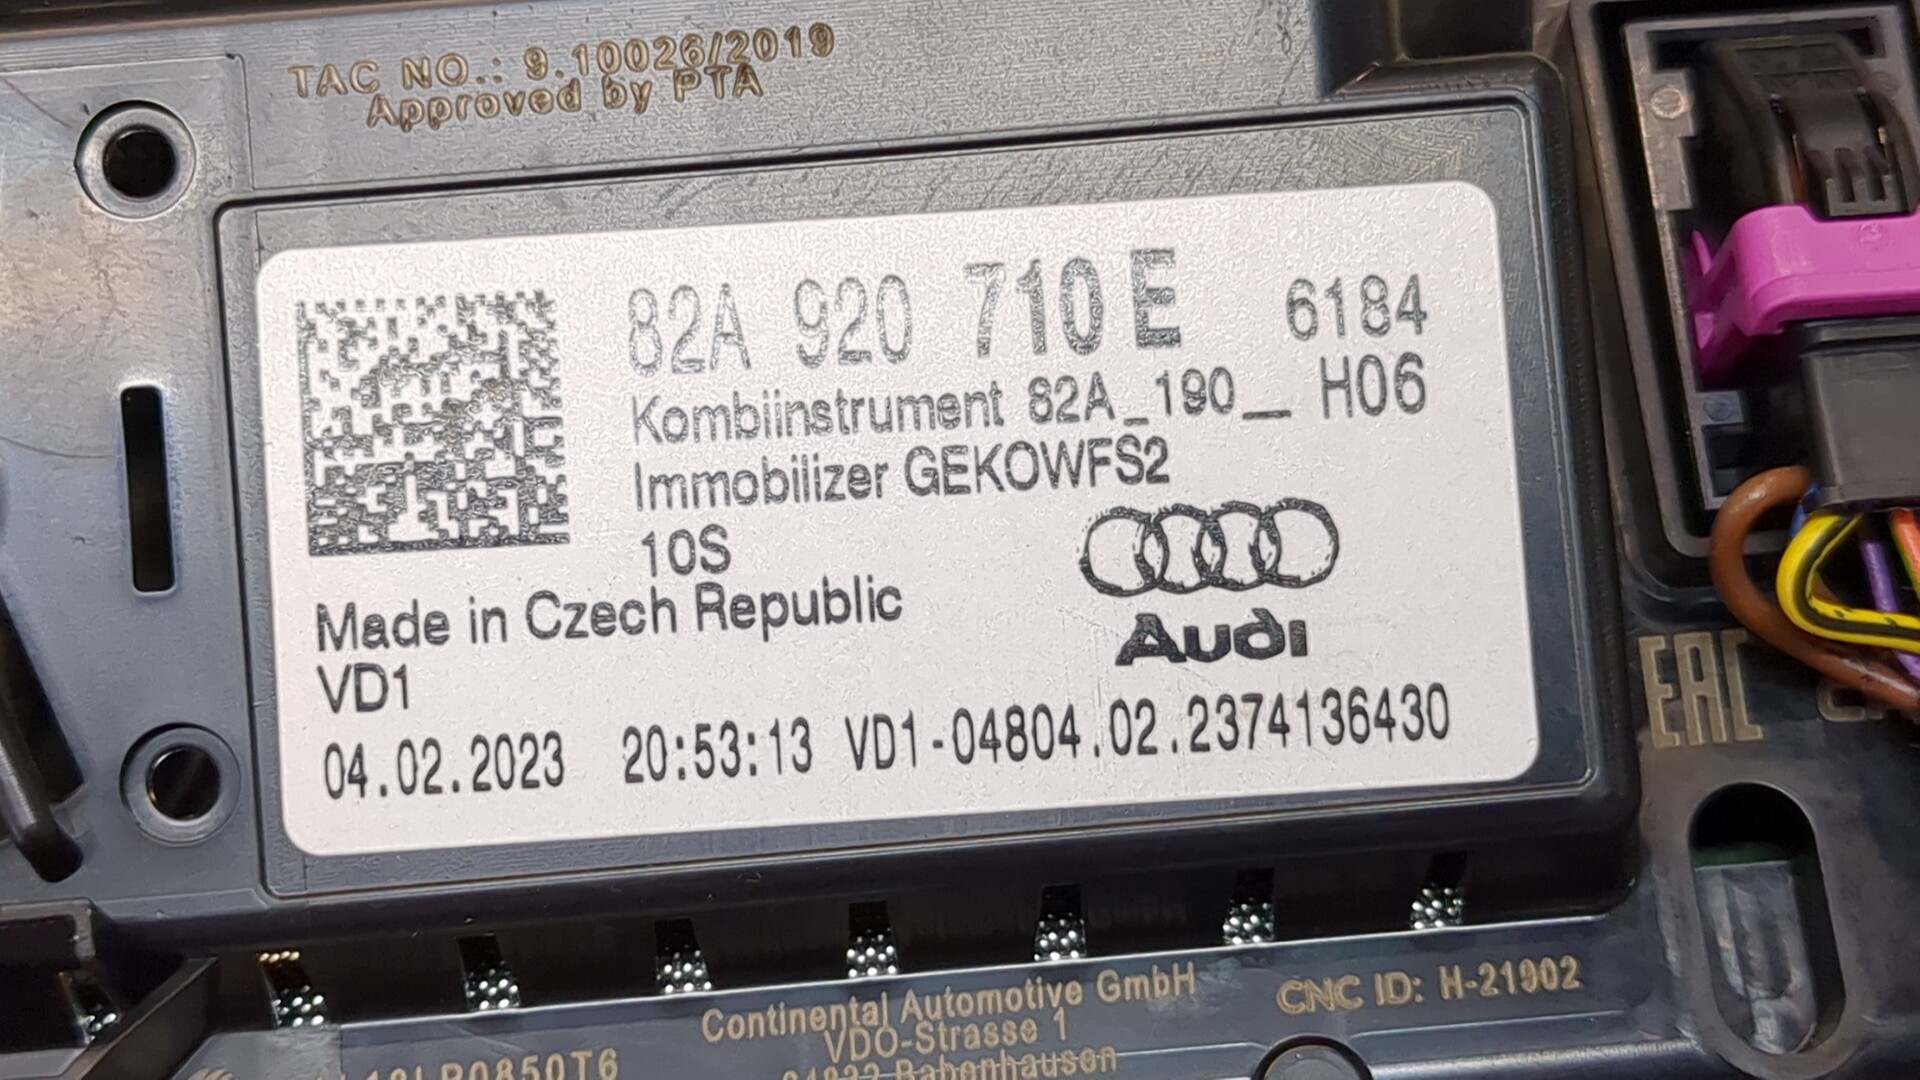 TAC NO.: 9.10026/2019
Approved by PTA
82A 920 710 E 6184
Kombiinstrument 82A_190__ H06
Immobilizer GEKOWFS2
10S
Audi
Made in Czech Republic
VD1
04.02.2023 20:53:13 VD1-04804.02.2374136430
EAC
Continental Automotive GmbH
VDO-Strasse 1
Babenhausen
CNC ID: H-21902